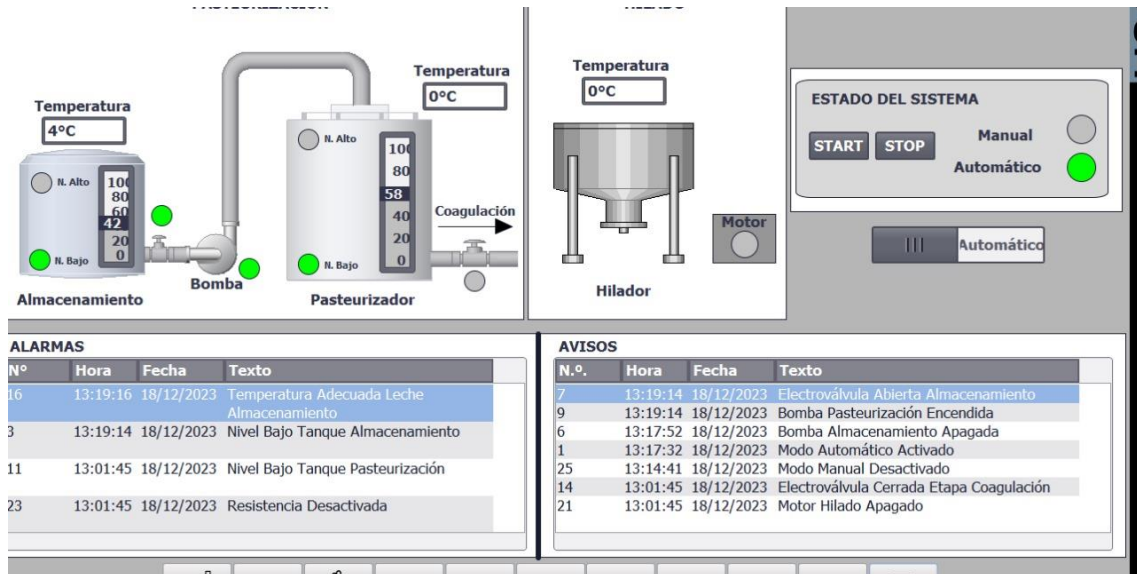 PASTEURIZACIÓN
HILADO
Temperatura
0°C
Temperatura
0°C
Temperatura
4°C
N. Alto
100
80
58
40
20
0
N. Bajo
N. Alto
100
80
60
42
20
0
N. Bajo
Coagulación
Bomba
Almacenamiento
Pasteurizador
Motor
Hilador
ESTADO DEL SISTEMA
START STOP
Manual
Automático
Automático
ALARMAS
N° Hora Fecha Texto
16 13:19:16 18/12/2023 Temperatura Adecuada Leche
Almacenamiento
3 13:19:14 18/12/2023 Nivel Bajo Tanque Almacenamiento
11 13:01:45 18/12/2023 Nivel Bajo Tanque Pasteurización
23 13:01:45 18/12/2023 Resistencia Desactivada
AVISOS
N.º. Hora Fecha Texto
7 13:19:14 18/12/2023 Electroválvula Abierta Almacenamiento
9 13:19:14 18/12/2023 Bomba Pasteurización Encendida
6 13:17:52 18/12/2023 Bomba Almacenamiento Apagada
1 13:17:32 18/12/2023 Modo Automático Activado
25 13:14:41 18/12/2023 Modo Manual Desactivado
14 13:01:45 18/12/2023 Electroválvula Cerrada Etapa Coagulación
21 13:01:45 18/12/2023 Motor Hilado Apagado